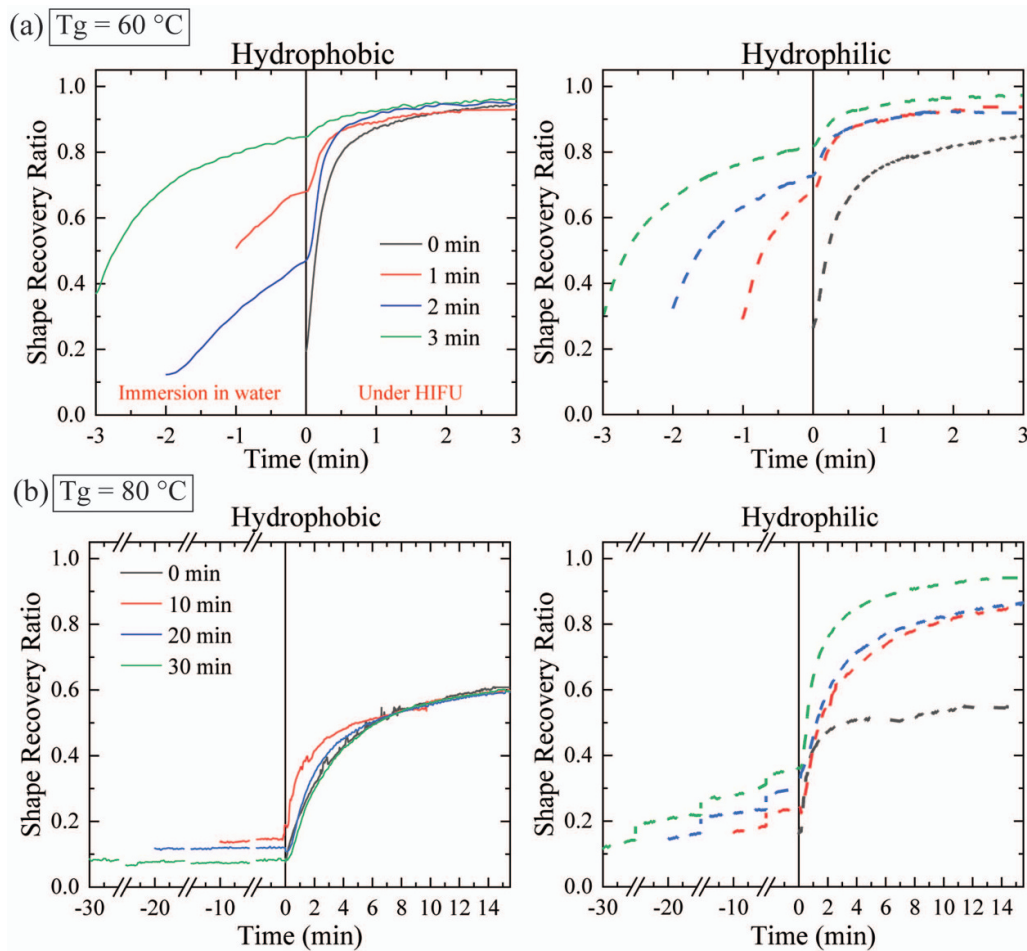 (a) Tg = 60 °C
Hydrophobic
Hydrophilic
Shape Recovery Ratio
1.0
0.8
0.6
0.4
0.2
0.0
0 min
1 min
2 min
3 min
Immersion in water
Under HIFU
-3 -2 -1 0 1 2 3
Time (min)
Shape Recovery Ratio
1.0
0.8
0.6
0.4
0.2
0.0
-3 -2 -1 0 1 2 3
Time (min)
(b) Tg = 80 °C
Hydrophobic
Hydrophilic
Shape Recovery Ratio
1.0
0.8
0.6
0.4
0.2
0.0
0 min
10 min
20 min
30 min
-30 -20 -10 0 2 4 6 8 10 12 14
Time (min)
Shape Recovery Ratio
1.0
0.8
0.6
0.4
0.2
0.0
-30 -20 -10 0 2 4 6 8 10 12 14
Time (min)